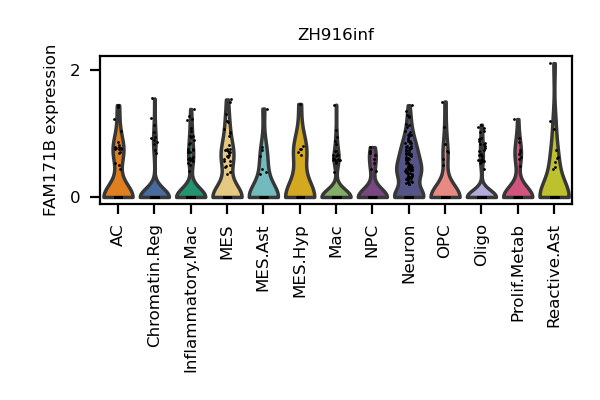 ZH916inf
FAM171B expression
2
0
AC
Chromatin.Reg
Inflammatory.Mac
MES
MES.Ast
MES.Hyp
Mac
NPC
Neuron
OPC
Oligo
Prolif.Metab
Reactive.Ast